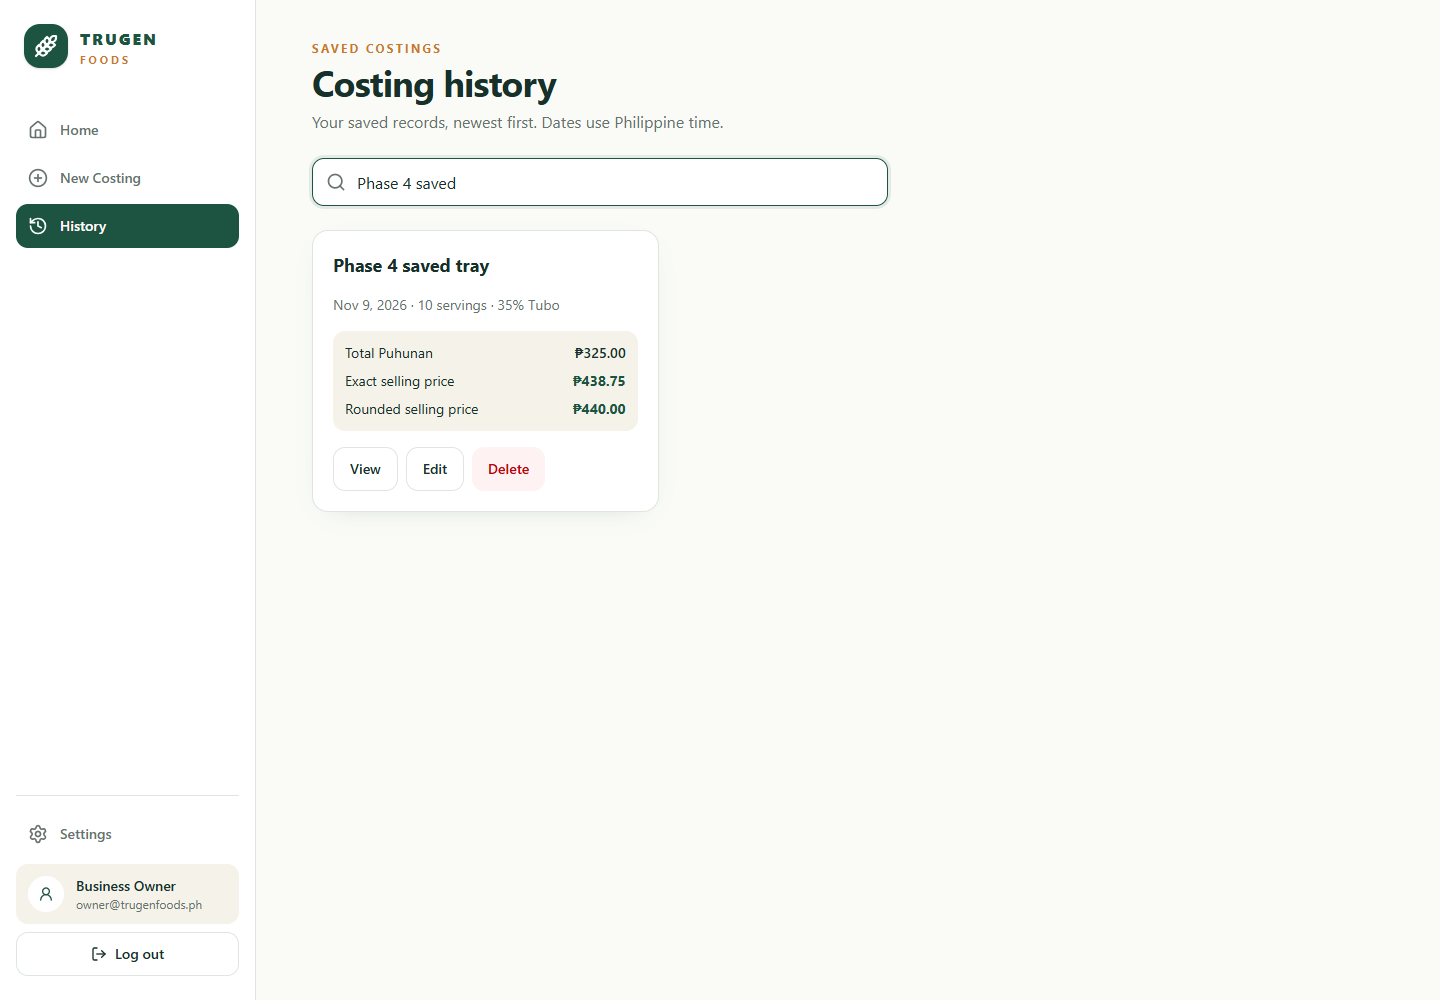 TRUGEN
FOODS
Home
New Costing
History
Settings
Business Owner
owner@trugenfoods.ph
Log out
SAVED COSTINGS
Costing history
Your saved records, newest first. Dates use Philippine time.
Phase 4 saved
Phase 4 saved tray
Nov 9, 2026 · 10 servings · 35% Tubo
Total Puhunan ₱325.00
Exact selling price ₱438.75
Rounded selling price ₱440.00
View Edit Delete